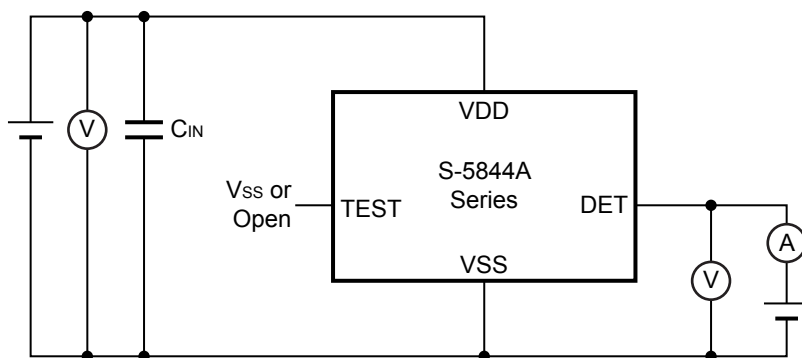 VDD
V
CIN
S-5844A
Series
VSS or
Open
TEST
DET
A
VSS
V